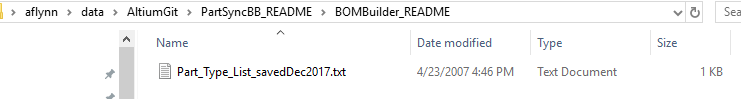 › aflynn › data › AltiumGit › PartSyncBB_README › BOMBuilder_README
Sea
Name Date modified Type Size
Part_Type_List_savedDec2017.txt 4/23/2007 4:46 PM Text Document 1 KB